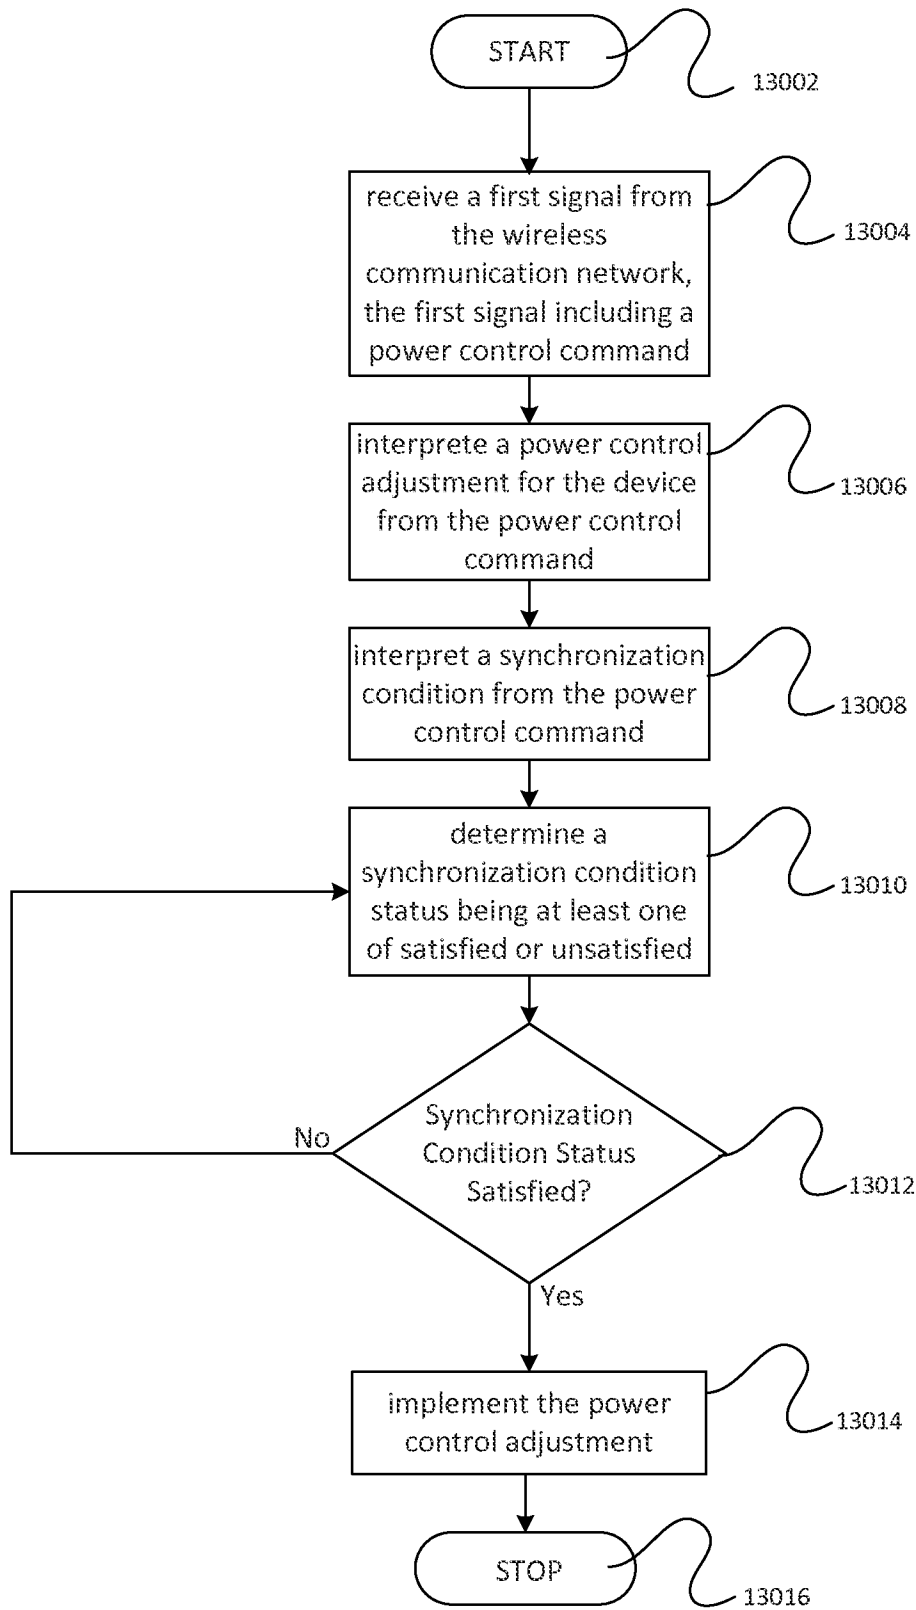 START
13002
receive a first signal from
the wireless
communication network,
the first signal including a
power control command
13004
interprete a power control
adjustment for the device
from the power control
command
13006
interpret a synchronization
condition from the power
control command
13008
determine a
synchronization condition
status being at least one
of satisfied or unsatisfied
13010
Synchronization
Condition Status
Satisfied?
No
13012
Yes
implement the power
control adjustment
13014
STOP
13016